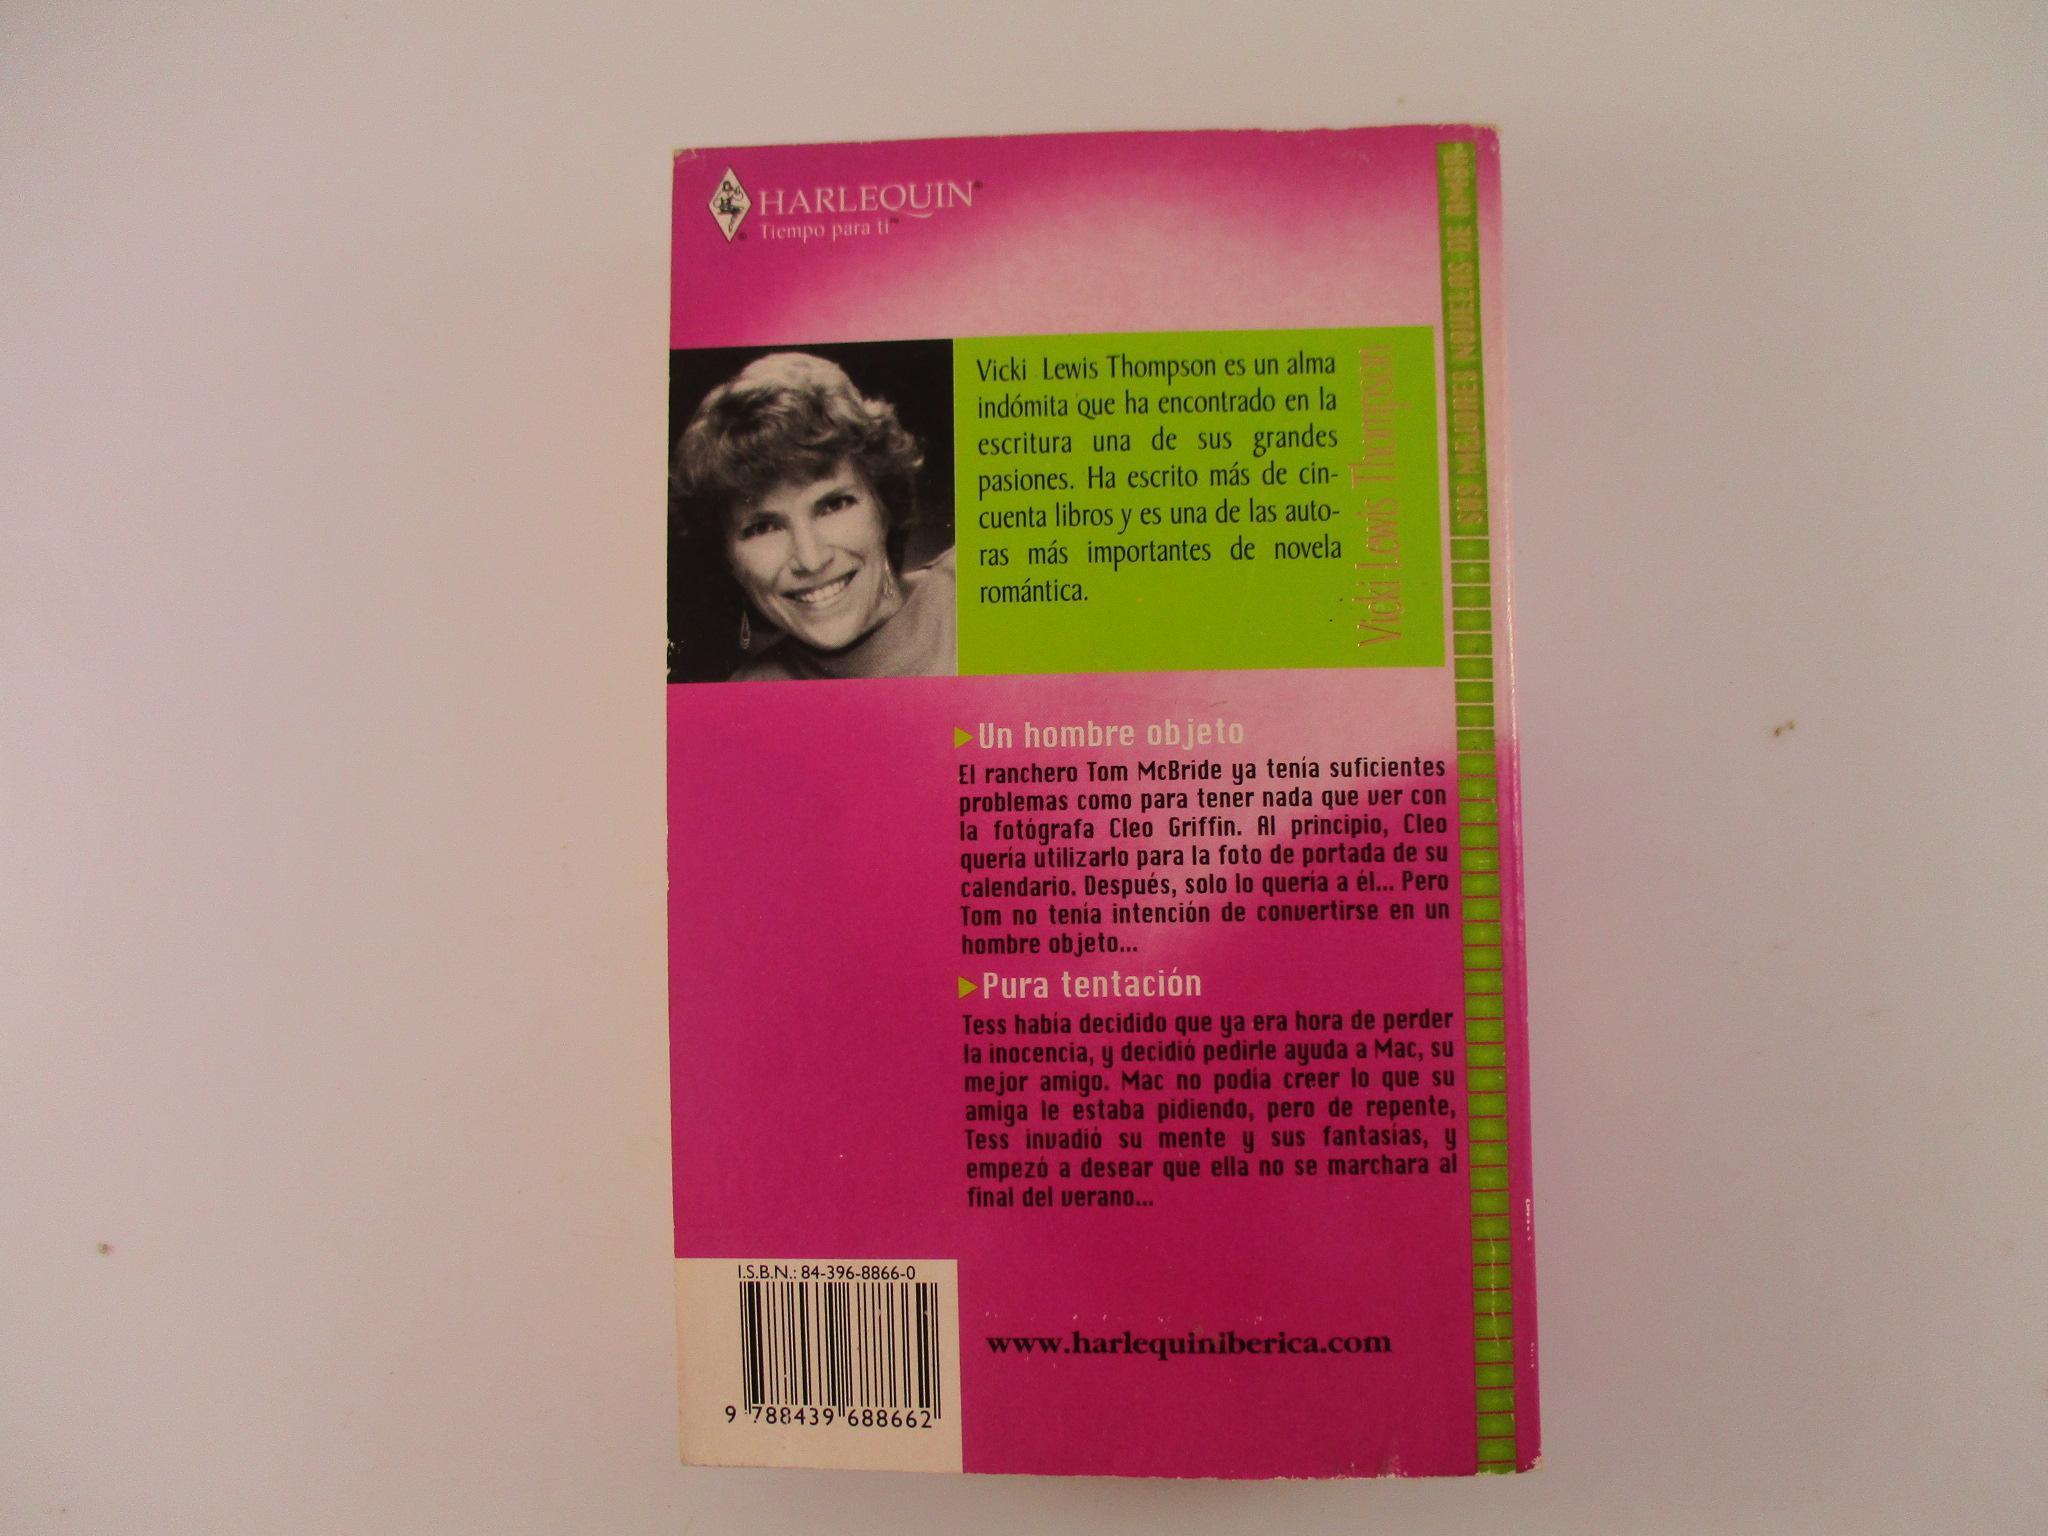 HARLEQUIN®
Tiempo para ti™
Vicki Lewis Thompson es un alma
indómita que ha encontrado en la
escritura una de sus grandes
pasiones. Ha escrito más de cin-
cuenta libros y es una de las auto-
ras más importantes de novela
romántica.
Vicki Lewis Thompson
SUS MEJORES NOVELAS DE AMOR
Un hombre objeto
El ranchero Tom McBride ya tenía suficientes
problemas como para tener nada que ver con
la fotógrafa Cleo Griffin. Al principio, Cleo
quería utilizarlo para la foto de portada de su
calendario. Después, solo lo quería a él... Pero
Tom no tenía intención de convertirse en un
hombre objeto...
Pura tentación
Tess había decidido que ya era hora de perder
la inocencia, y decidió pedirle ayuda a Mac, su
mejor amigo. Mac no podía creer lo que su
amiga le estaba pidiendo, pero de repente,
Tess invadió su mente y sus fantasías, y
empezó a desear que ella no se marchara al
final del verano...
I.S.B.N.: 84-396-8866-0
9 788439 688662
www.harlequiniberica.com